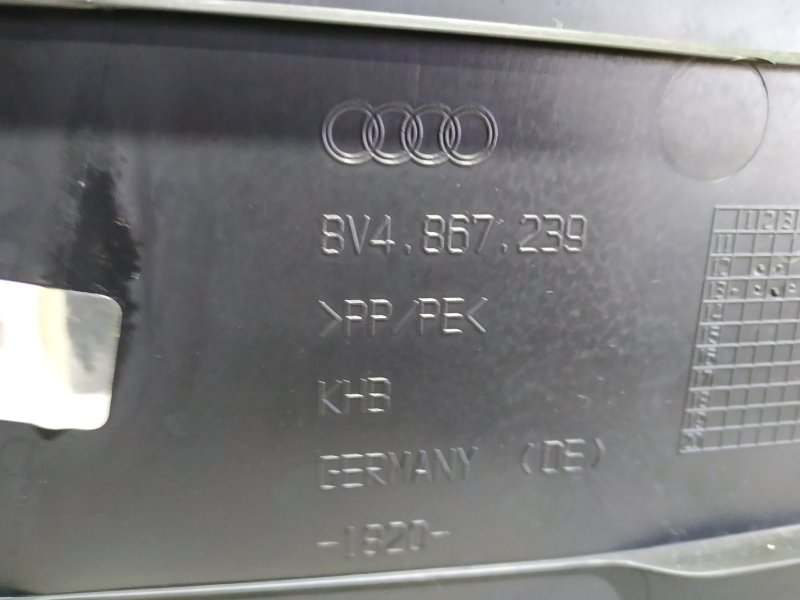 8V4.867.239
>PP/PE<
KHB
GERMANY (DE)
-1820-